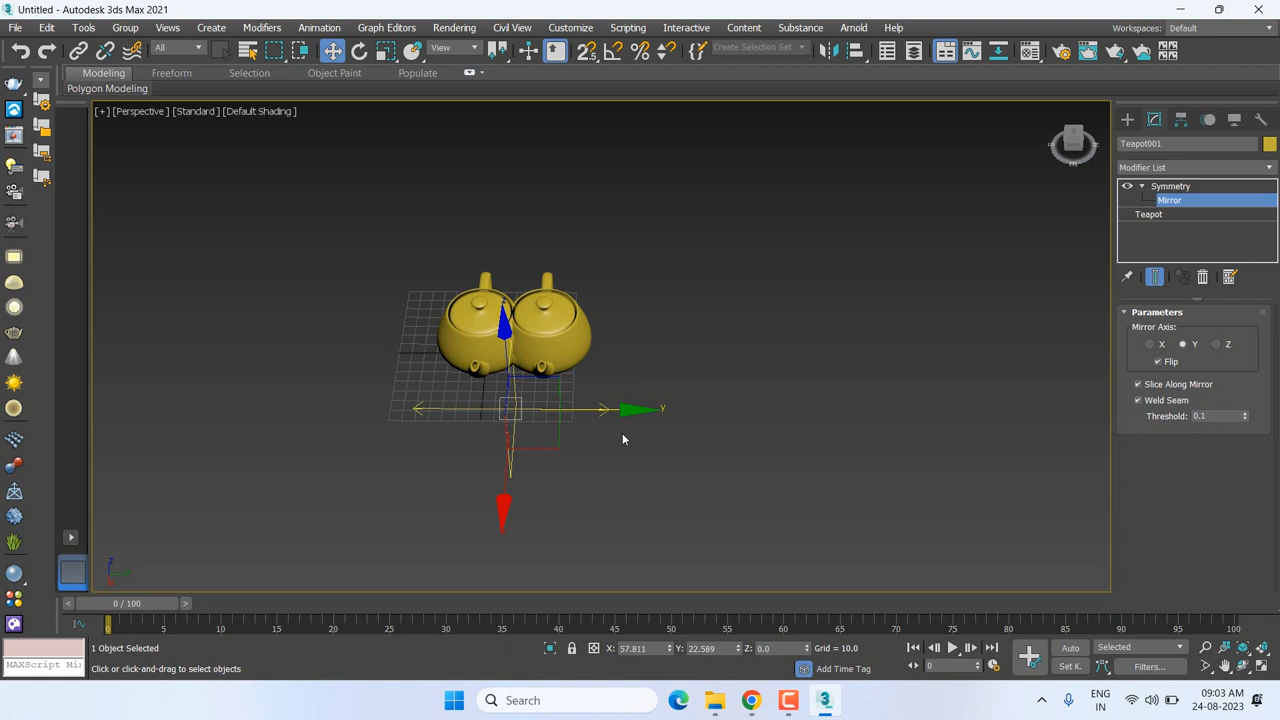 Untitled - Autodesk 3ds Max 2021
File Edit Tools Group Views Create Modifiers Animation Graph Editors Rendering Civil View Customize Scripting Interactive Content Substance Arnold Help Workspaces: Default
All View Create Selection Set
Modeling Freeform Selection Object Paint Populate
Polygon Modeling
[+] [Perspective ] [Standard ] [Default Shading ]
Teapot001
Modifier List
Symmetry
Mirror
Teapot
Parameters
Mirror Axis:
X Y Z
Flip
Slice Along Mirror
Weld Seam
Threshold: 0.1
y
z
y
0 / 100
0 5 10 15 20 25 30 35 40 45 50 55 60 65 70 75 80 85 90 95 100
1 Object Selected X: 57.811 Y: 22.589 Z: 0.0 Grid = 10.0 Auto Selected
MAXScript Mi Click or click-and-drag to select objects Add Time Tag 0 Set K. Filters...
Search
ENG
IN
09:03 AM
24-08-2023